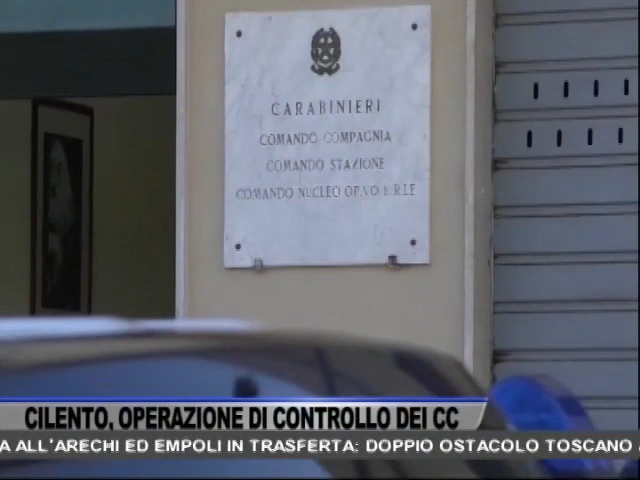 CARABINIERI
COMANDO COMPAGNIA
COMANDO STAZIONE
COMANDO NUCLEO OP.VO E R.LE
CILENTO, OPERAZIONE DI CONTROLLO DEI CC
A ALL'ARECHI ED EMPOLI IN TRASFERTA: DOPPIO OSTACOLO TOSCANO